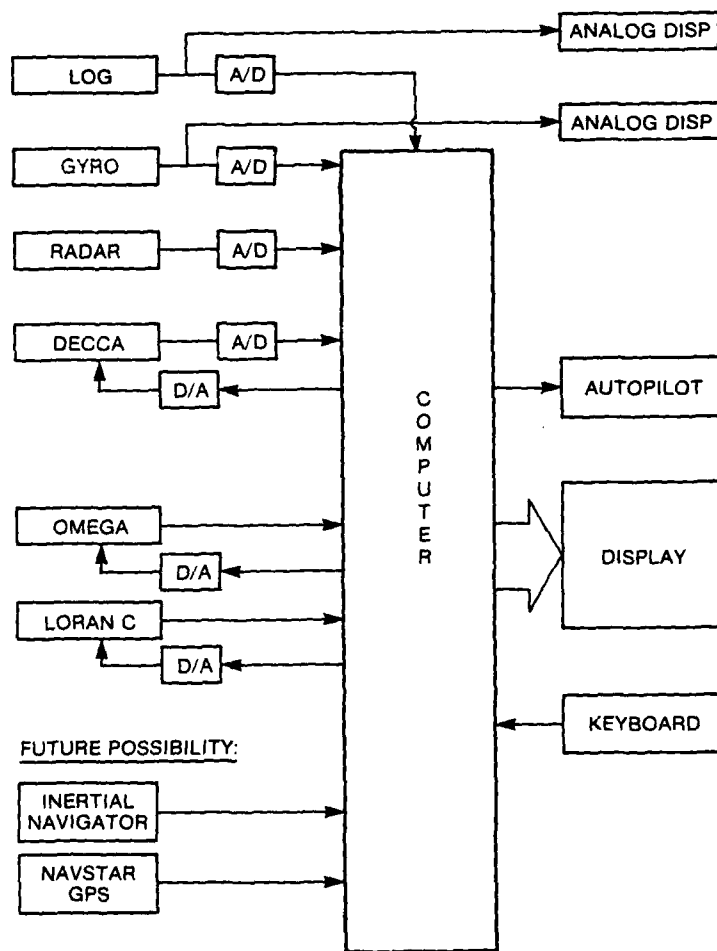 ANALOG DISP
LOG
A/D
ANALOG DISP
GYRO
A/D
RADAR
A/D
DECCA
A/D
D/A
COMPUTER
AUTOPILOT
OMEGA
D/A
DISPLAY
LORAN C
D/A
KEYBOARD
FUTURE POSSIBILITY:
INERTIAL
NAVIGATOR
NAVSTAR
GPS